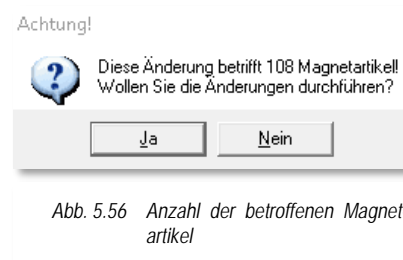 Achtung!
Diese Änderung betrifft 108 Magnetartikel!
Wollen Sie die Änderungen durchführen?
Ja
Nein
Abb. 5.56 Anzahl der betroffenen Magnet
artikel